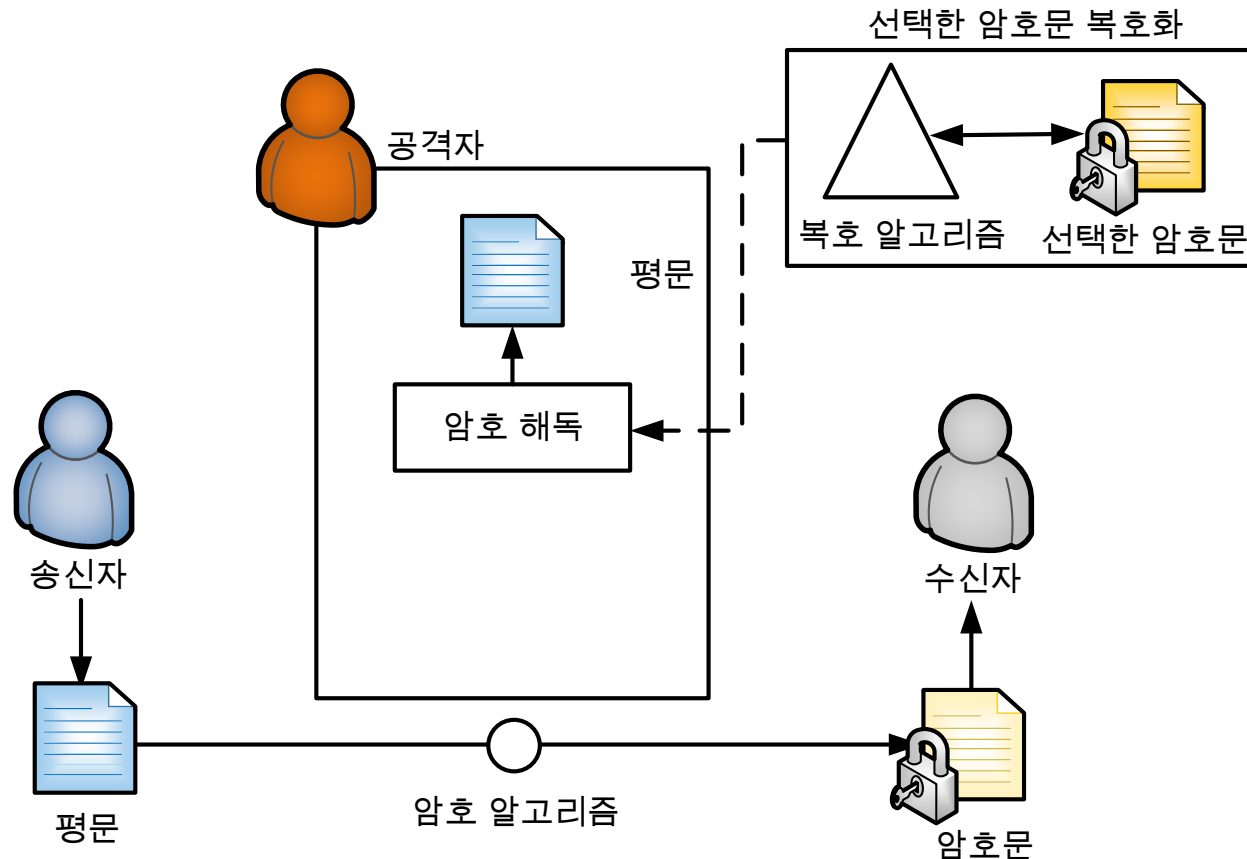 선택한 암호문 복호화
공격자
복호 알고리즘
선택한 암호문
평문
암호 해독
송신자
수신자
암호 알고리즘
평문
암호문